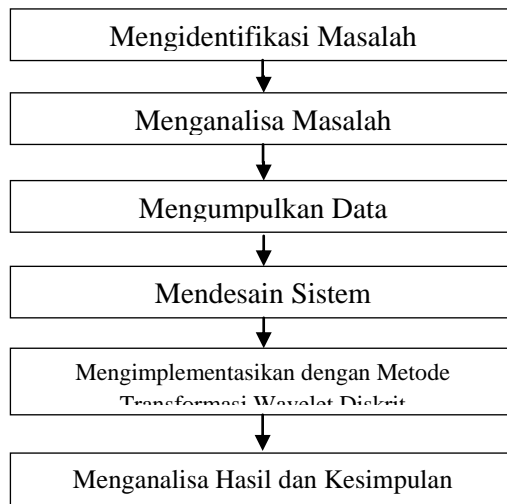 Mengidentifikasi Masalah
Menganalisa Masalah
Mengumpulkan Data
Mendesain Sistem
Mengimplementasikan dengan Metode
Transformasi Wavelet Diskrit
Menganalisa Hasil dan Kesimpulan